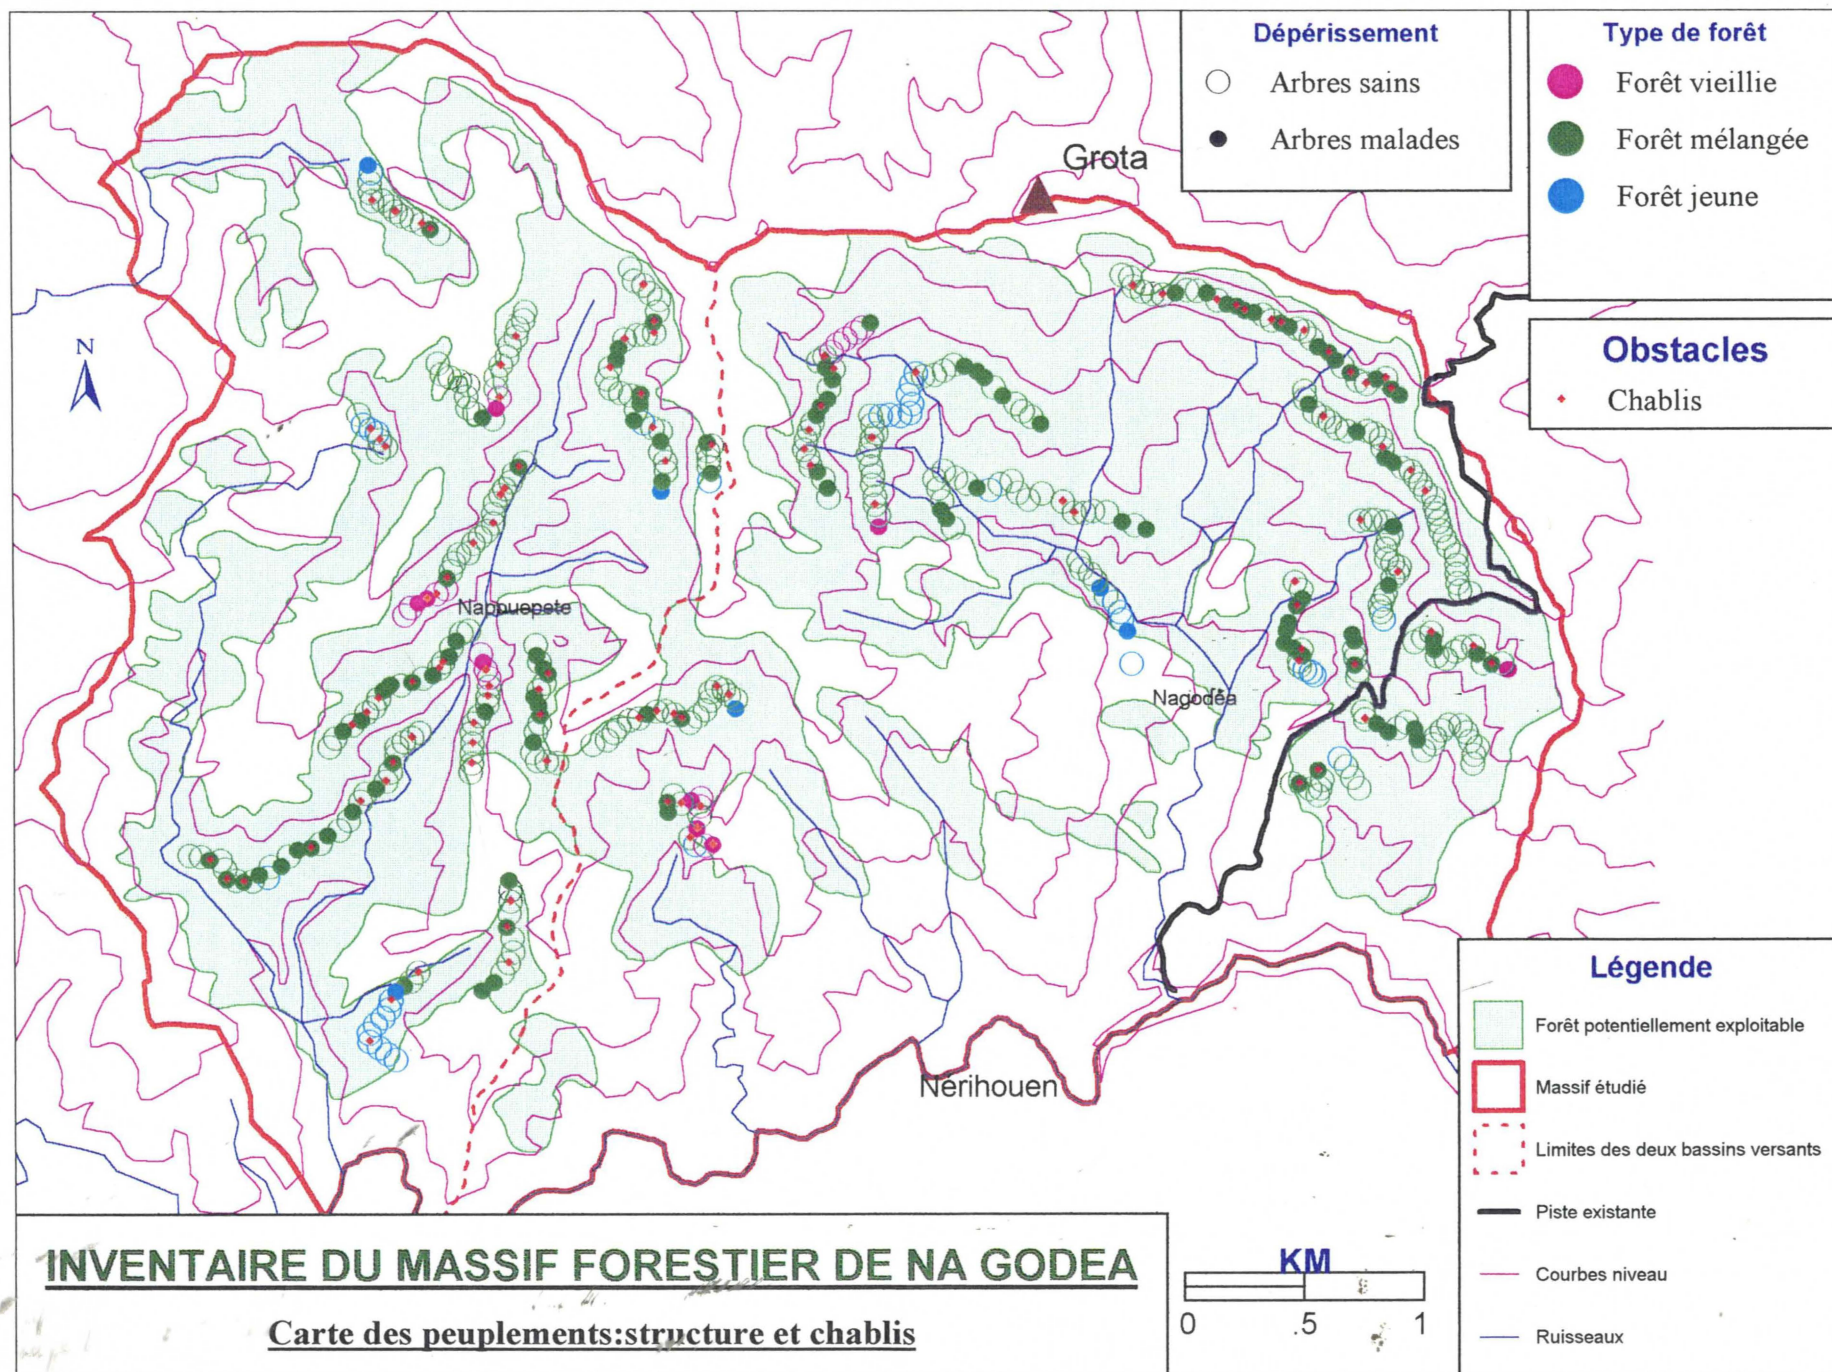 Dépérissement
Arbres sains
Arbres malades
Type de forêt
Forêt vieillie
Forêt mélangée
Forêt jeune
Grota
Obstacles
Chablis
N
Nappuepete
Nagodéa
Nérihouen
Légende
Forêt potentiellement exploitable
Massif étudié
Limites des deux bassins versants
Piste existante
Courbes niveau
Ruisseaux
INVENTAIRE DU MASSIF FORESTIER DE NA GODEA
Carte des peuplements:structure et chablis
KM
0 .5 1